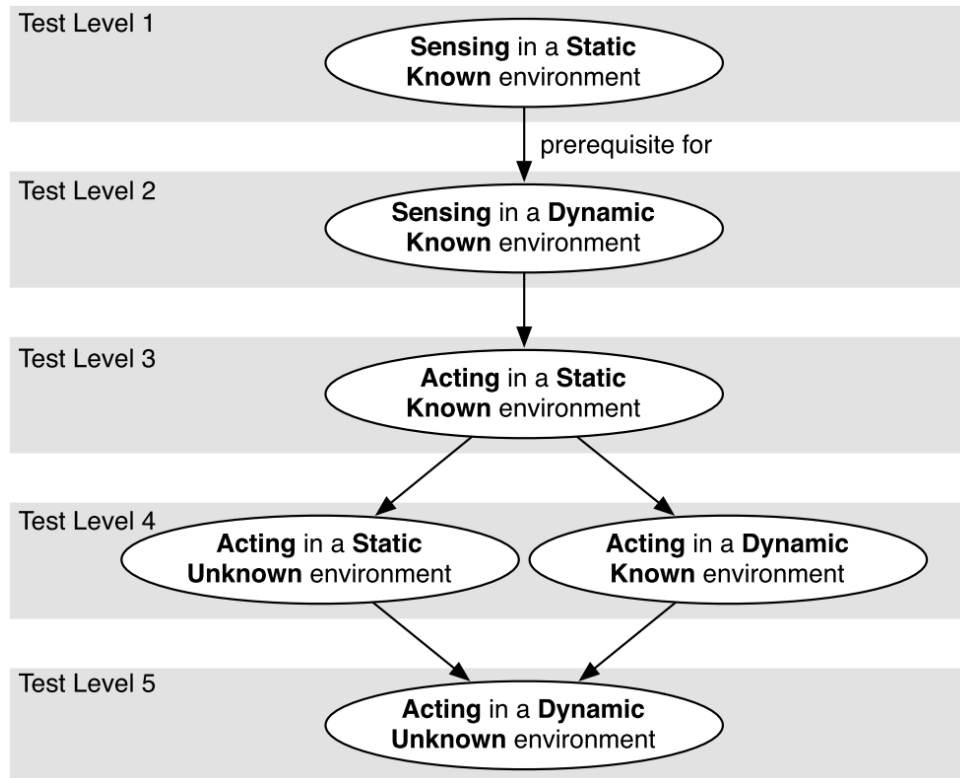 Test Level 1
Sensing in a Static
Known environment
prerequisite for
Test Level 2
Sensing in a Dynamic
Known environment
Test Level 3
Acting in a Static
Known environment
Test Level 4
Acting in a Static
Unknown environment
Acting in a Dynamic
Known environment
Test Level 5
Acting in a Dynamic
Unknown environment